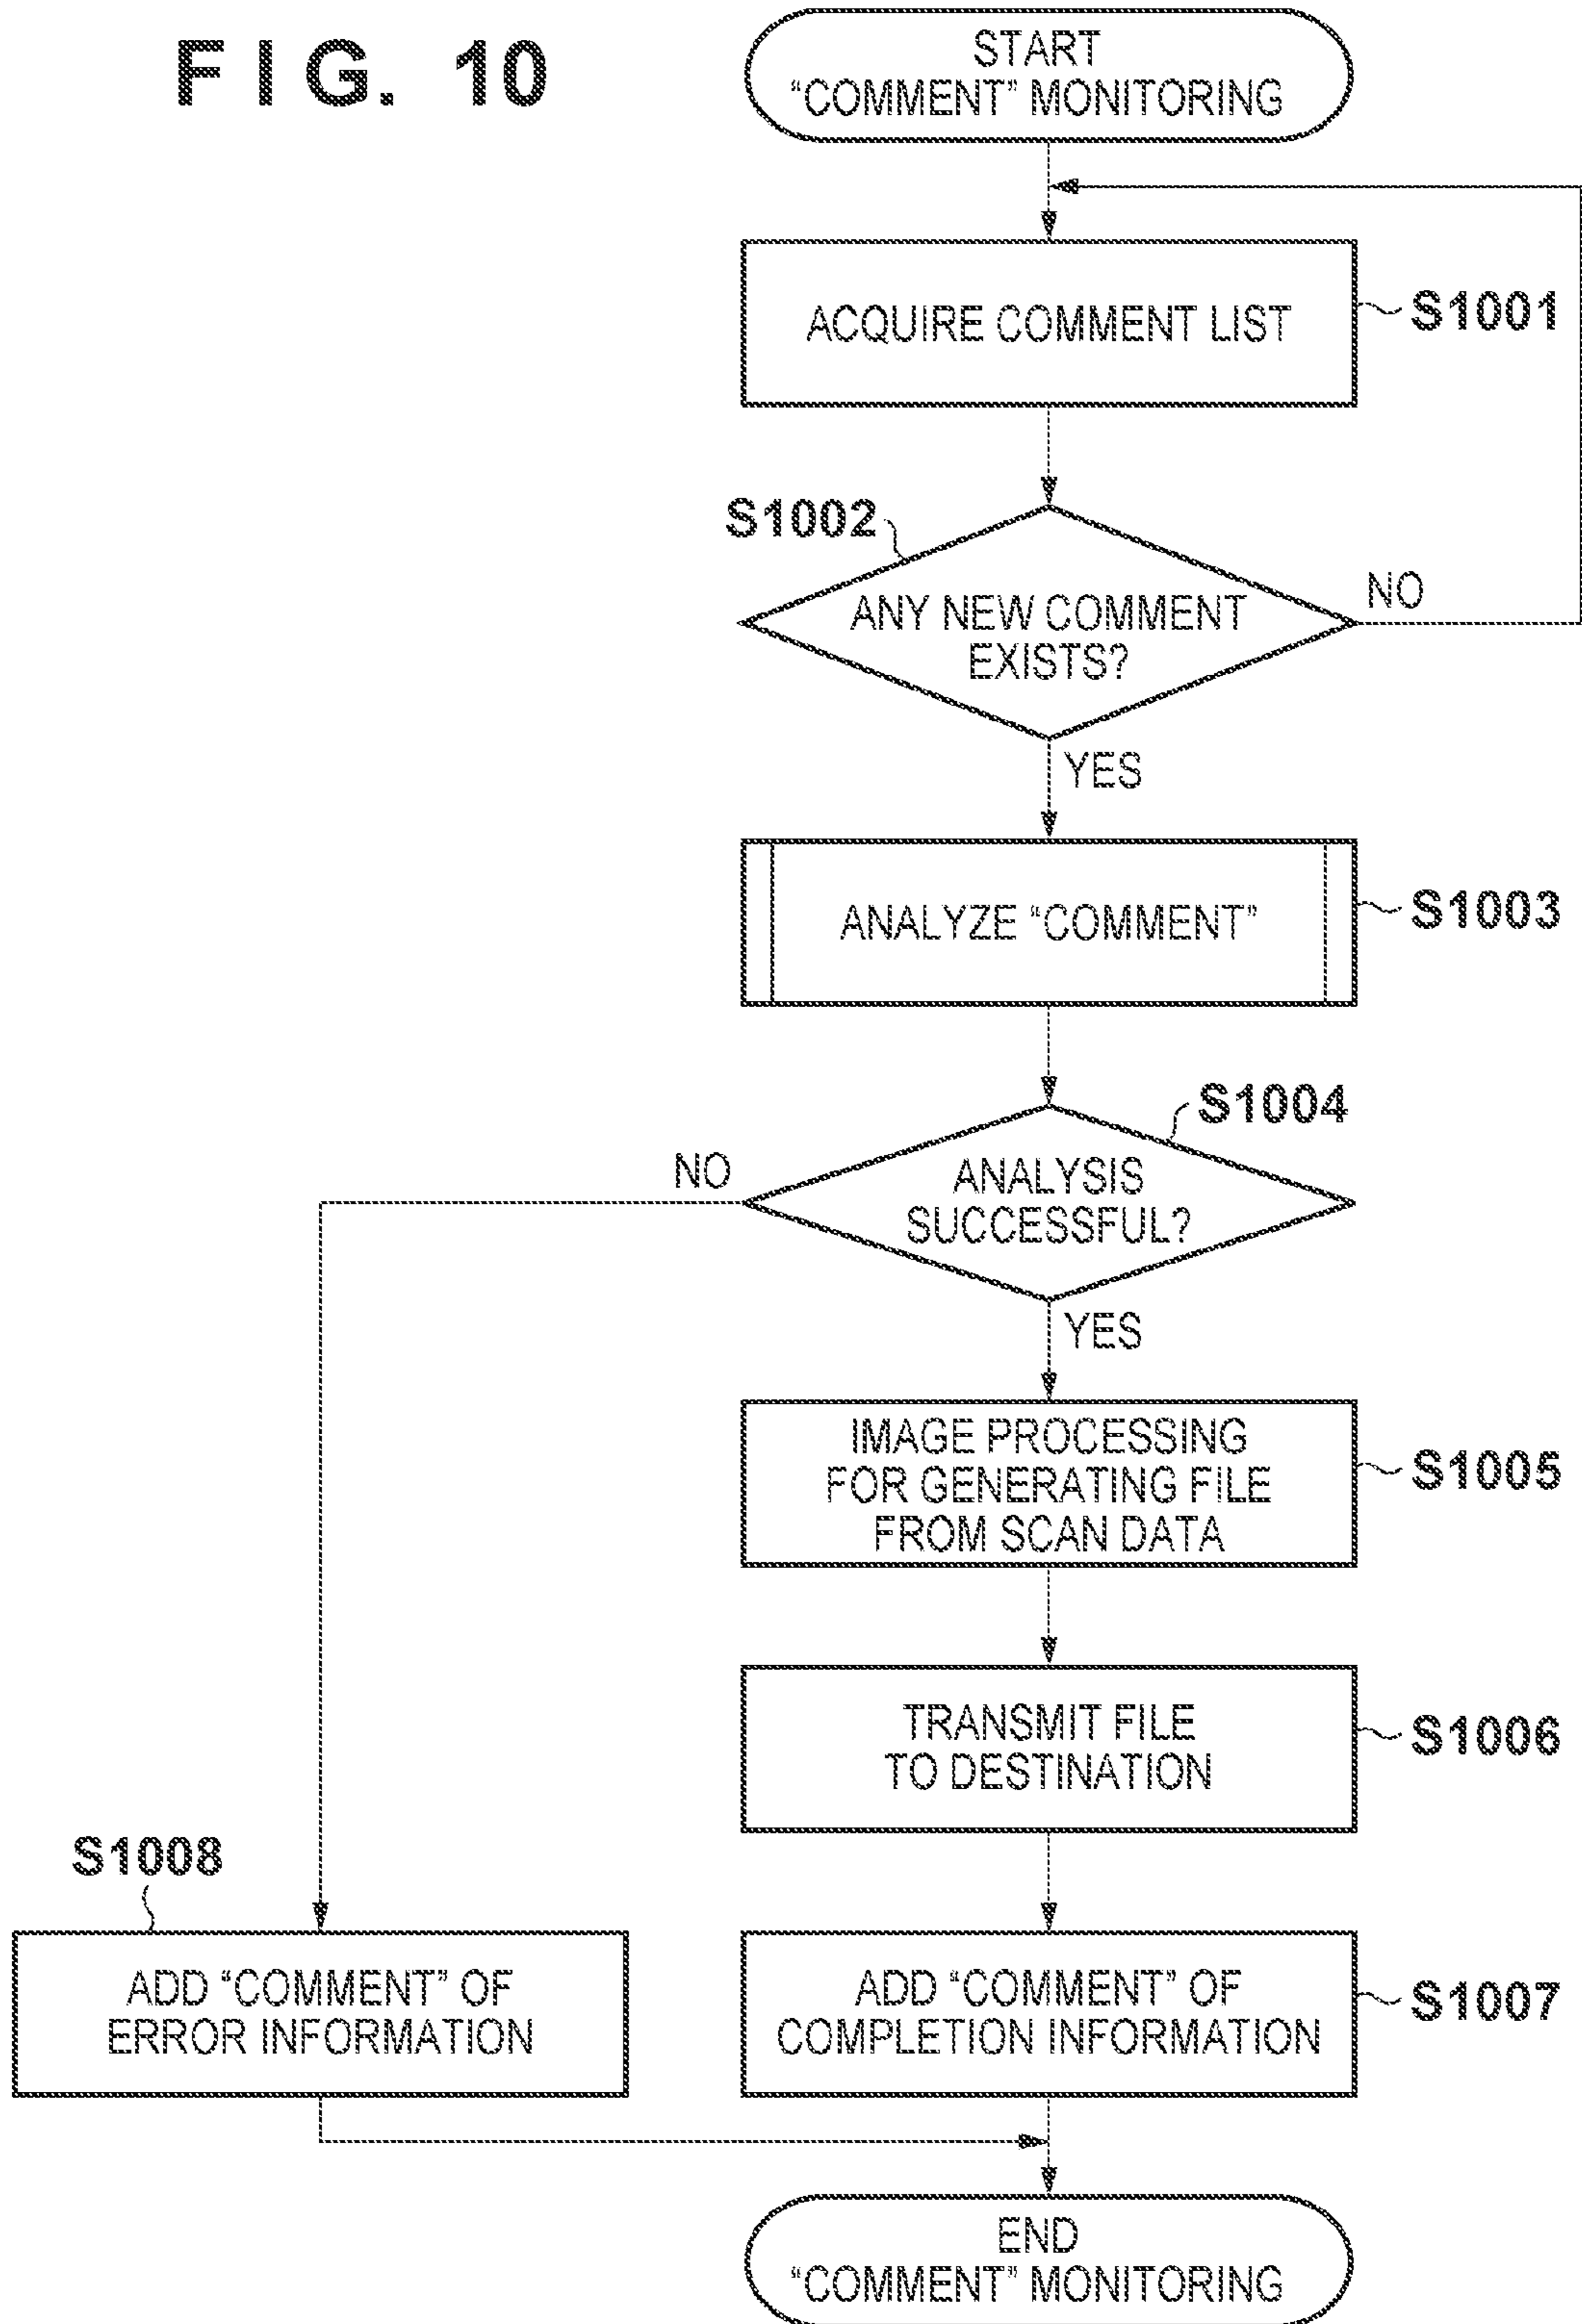 FIG. 10
START
“COMMENT” MONITORING
ACQUIRE COMMENT LIST
S1001
S1002
ANY NEW COMMENT
EXISTS?
NO
YES
ANALYZE “COMMENT”
S1003
S1004
ANALYSIS
SUCCESSFUL?
NO
YES
IMAGE PROCESSING
FOR GENERATING FILE
FROM SCAN DATA
S1005
TRANSMIT FILE
TO DESTINATION
S1006
S1008
ADD “COMMENT” OF
ERROR INFORMATION
ADD “COMMENT” OF
COMPLETION INFORMATION
S1007
END
“COMMENT” MONITORING